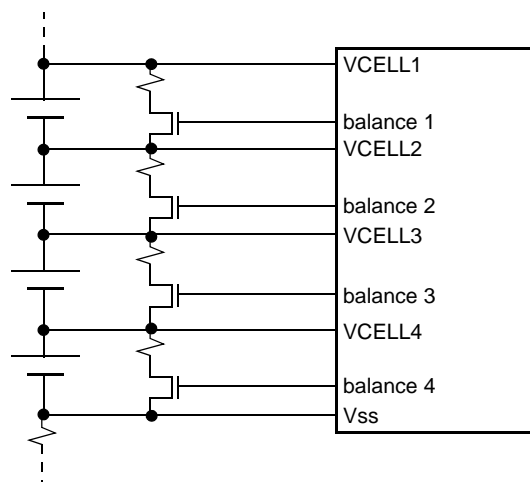 VCELL1
balance 1
VCELL2
balance 2
VCELL3
balance 3
VCELL4
balance 4
Vss